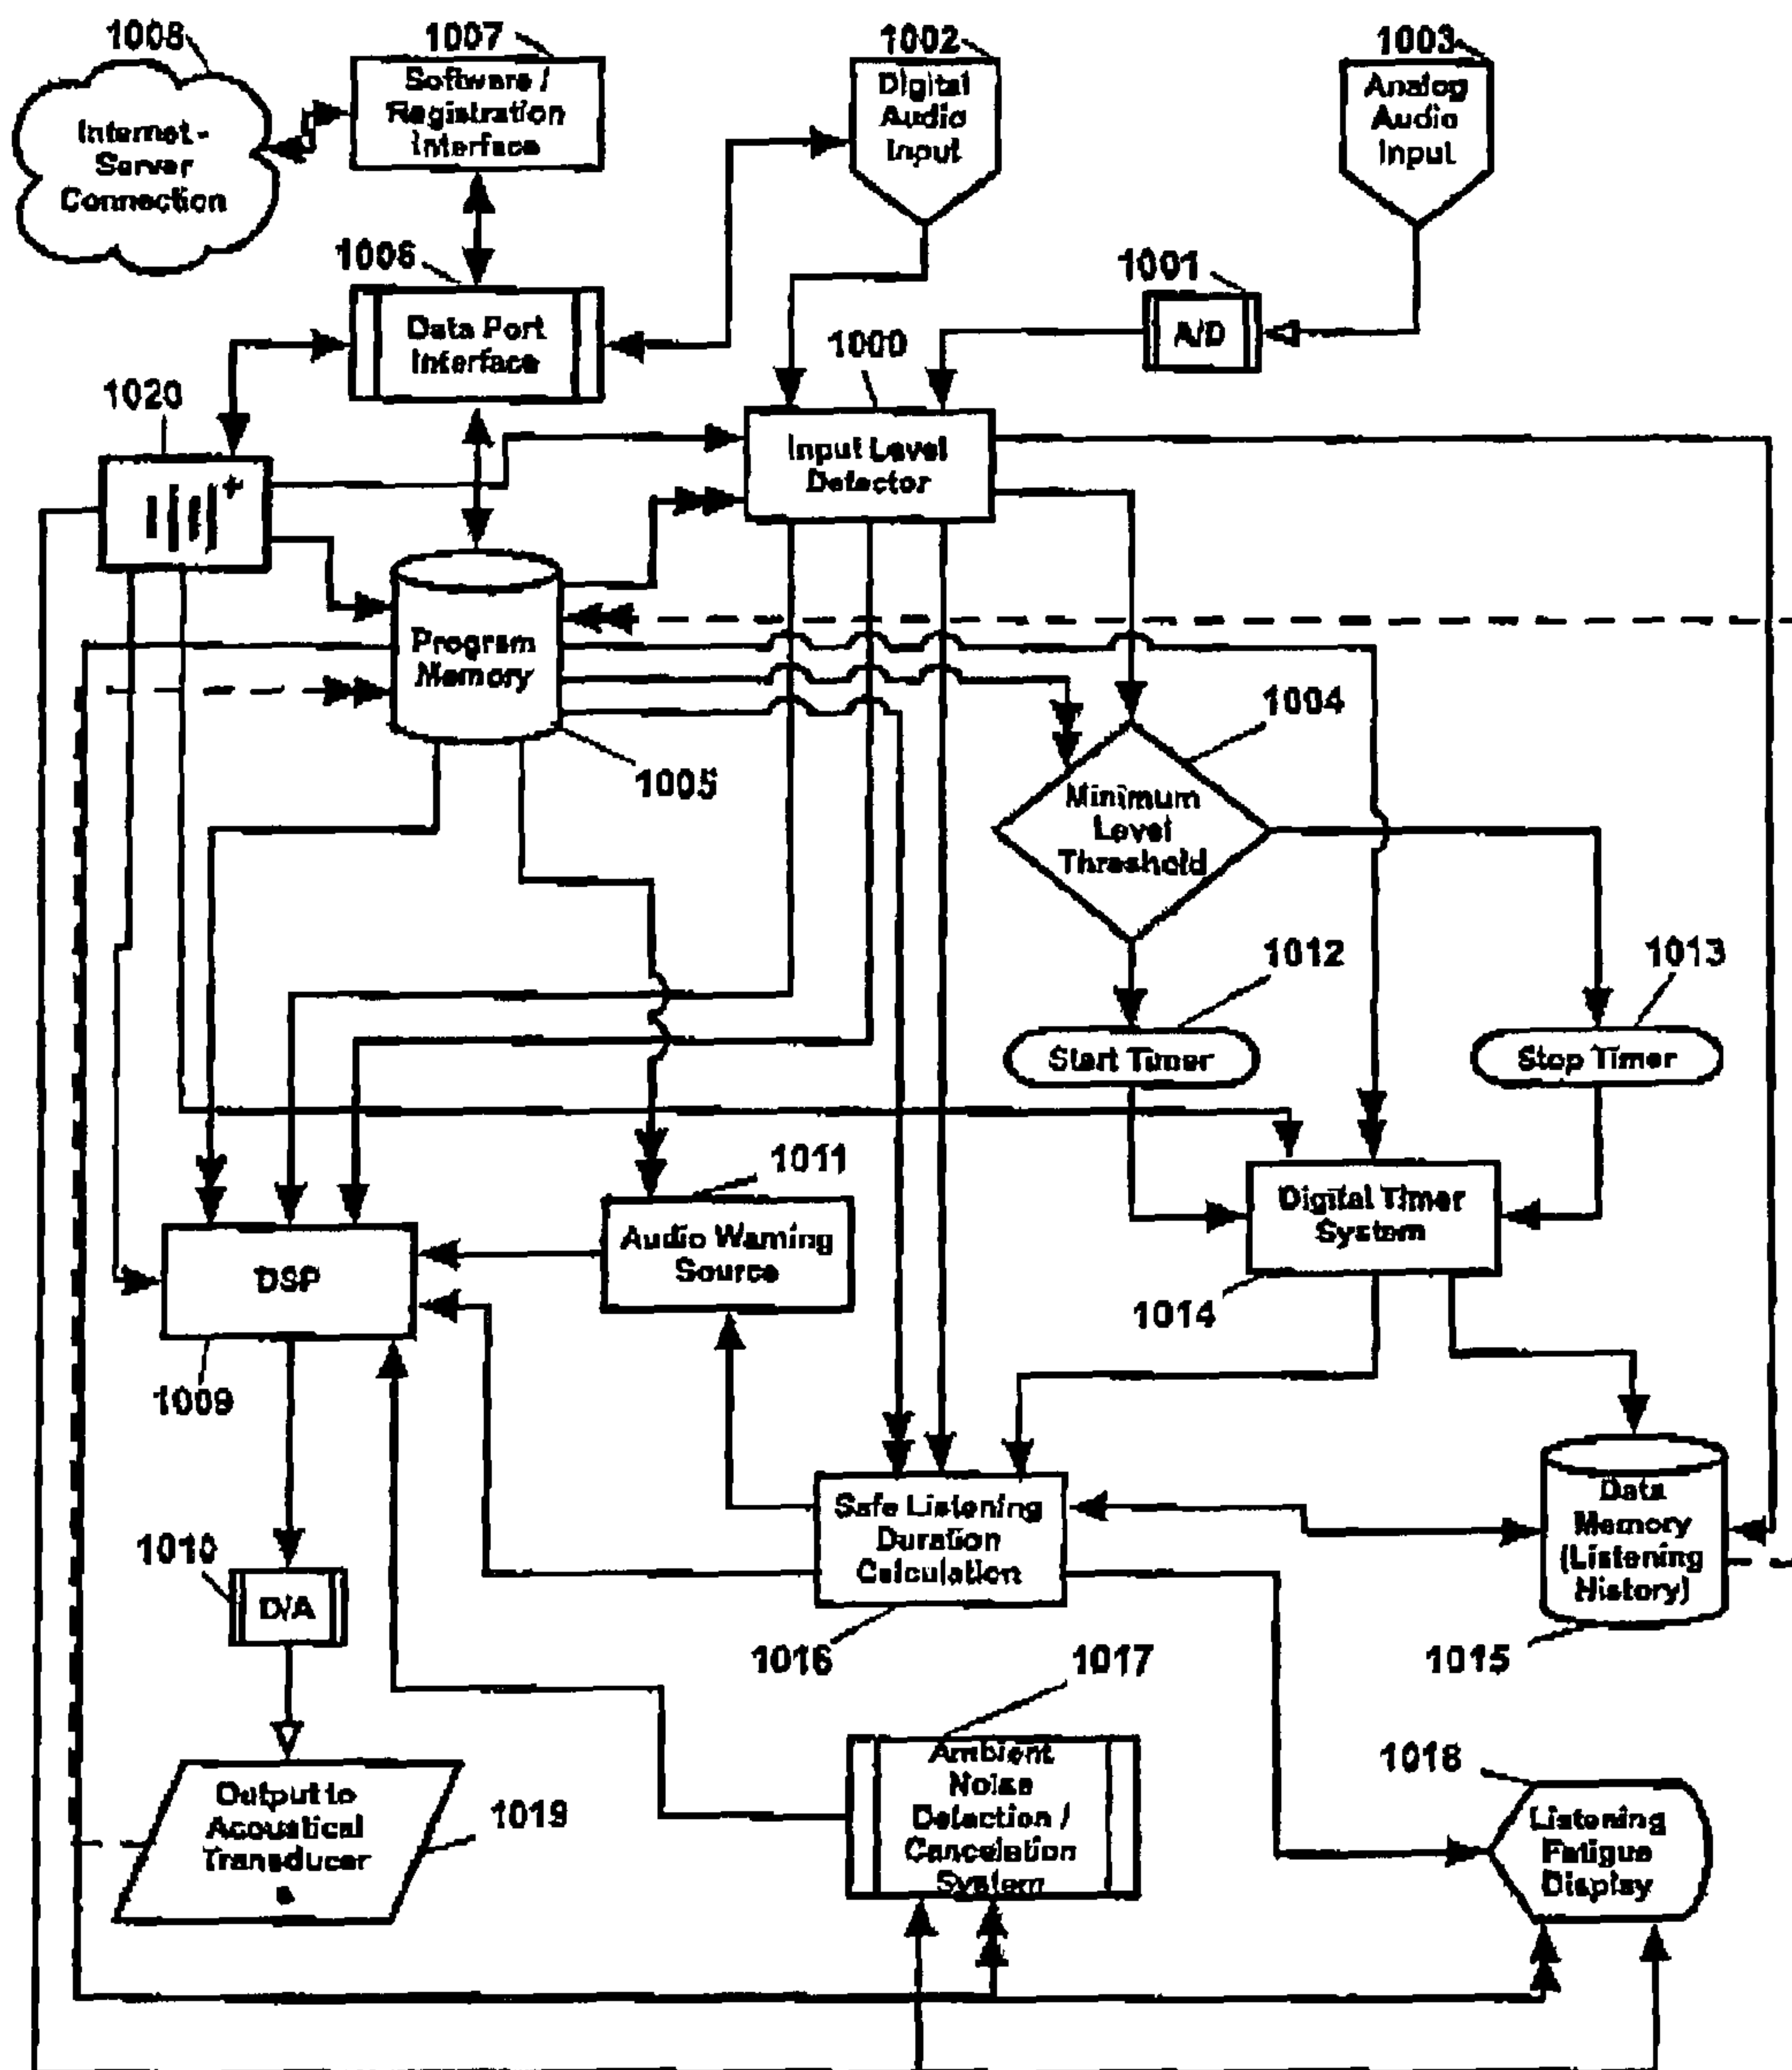 1008
1007
1002
1003
Internet-
Server
Connection
Software /
Registration
Interface
Digital
Audio
Input
Analog
Audio
Input
1006
1001
Data Port
Interface
A/D
1000
1020
Input Level
Detector
+
Program
Memory
1004
1005
Minimum
Level
Threshold
1012
1013
Start Timer
Stop Timer
1011
Audio Warning
Source
Digital Timer
System
DSP
1014
1009
Safe Listening
Duration
Calculation
Data
Memory
(Listening
History)
1010
D/A
1016
1017
1015
Ambient
Noise
Detection /
Cancelation
System
1018
Output to
Acoustical
Transducer
s
1019
Listening
Fatigue
Display